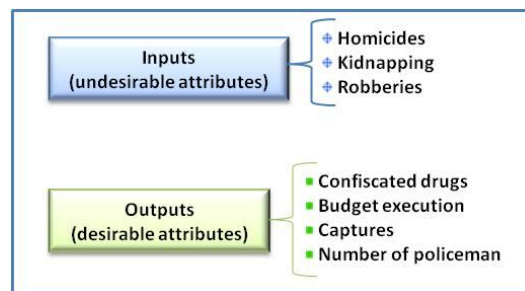 Inputs
(undesirable attributes)
Homicides
Kidnapping
Robberies
Outputs
(desirable attributes)
Confiscated drugs
Budget execution
Captures
Number of policeman